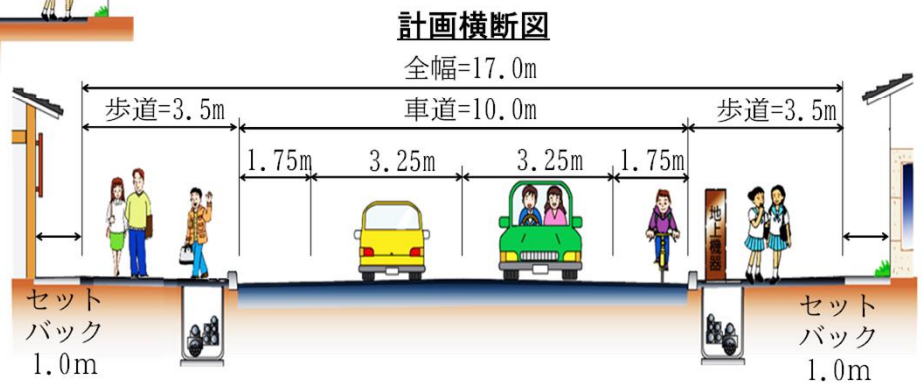 計画横断図
全幅=17.0m
歩道=3.5m
車道=10.0m
歩道=3.5m
1.75m
3.25m
3.25m
1.75m
地上機器
セット
バック
1.0m
セット
バック
1.0m